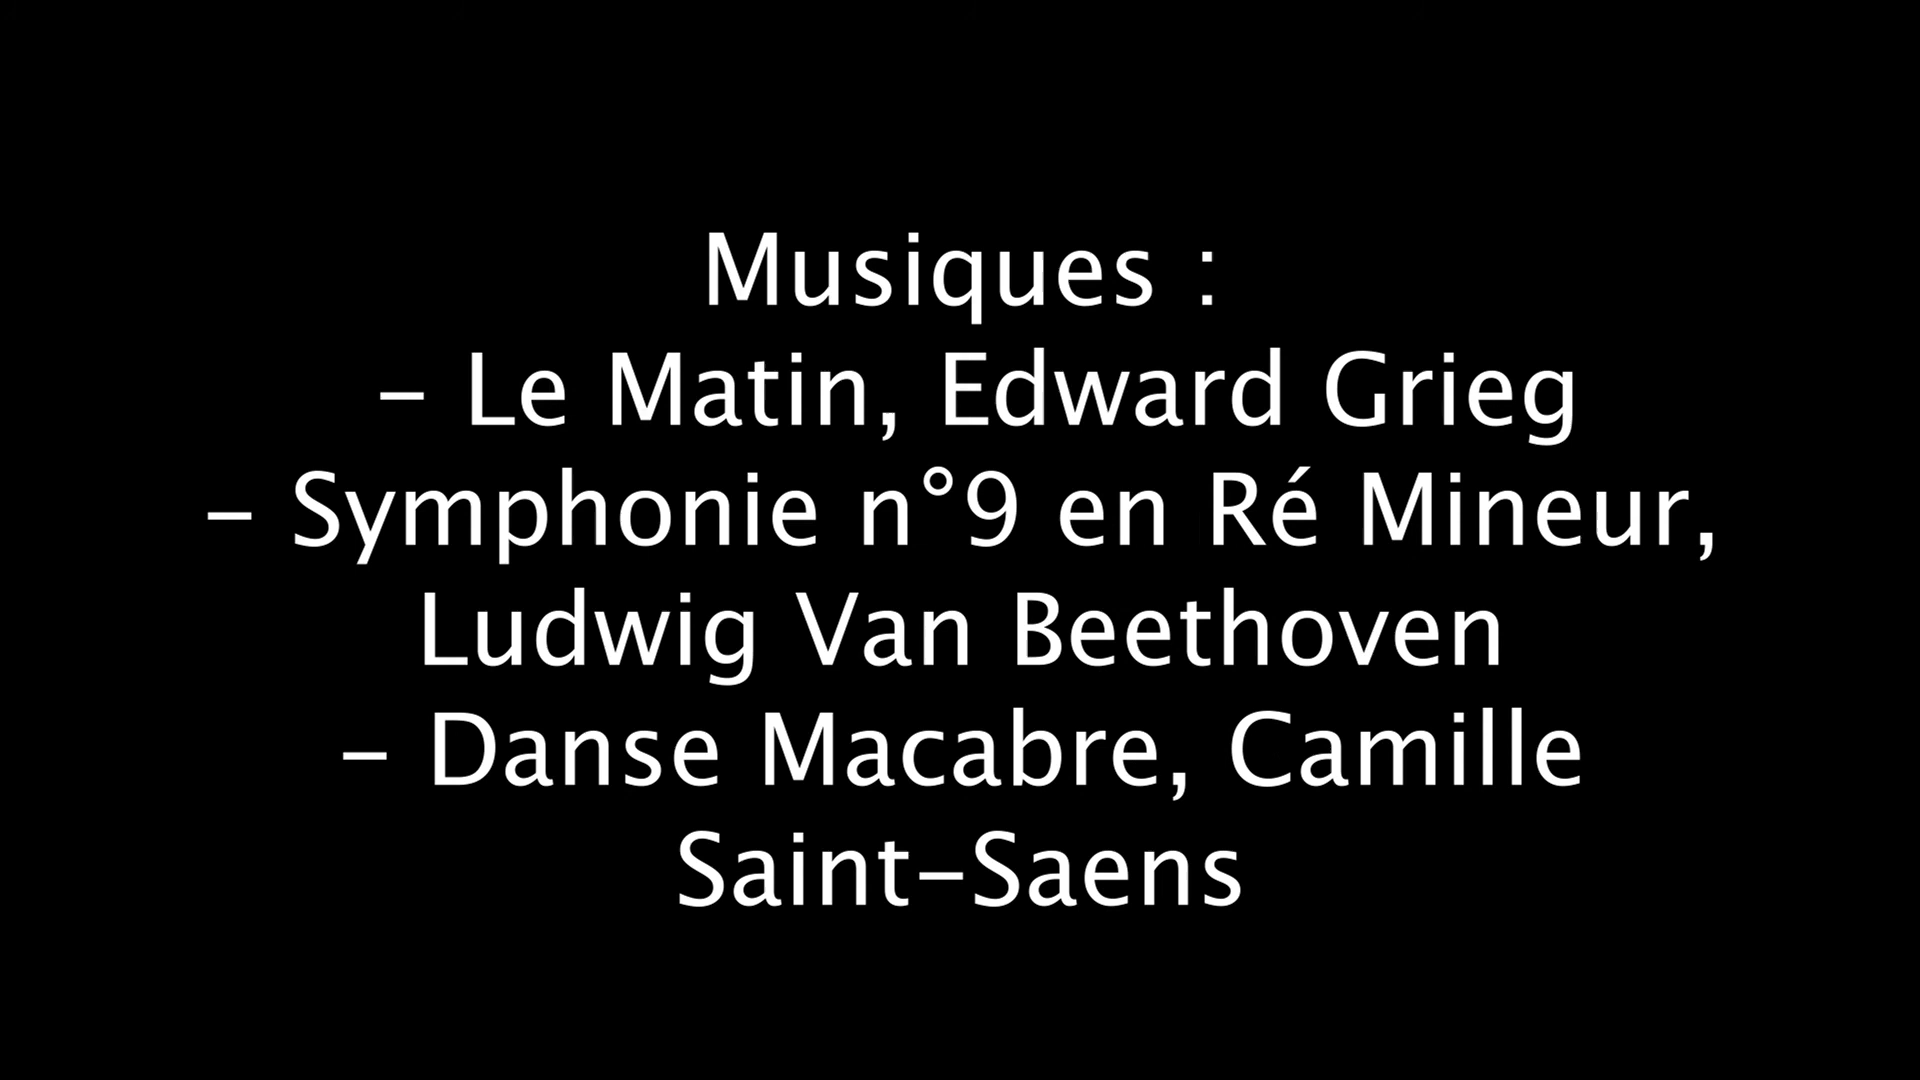 Musiques :
- Le Matin, Edward Grieg
- Symphonie n°9 en Ré Mineur,
Ludwig Van Beethoven
- Danse Macabre, Camille
Saint-Saens